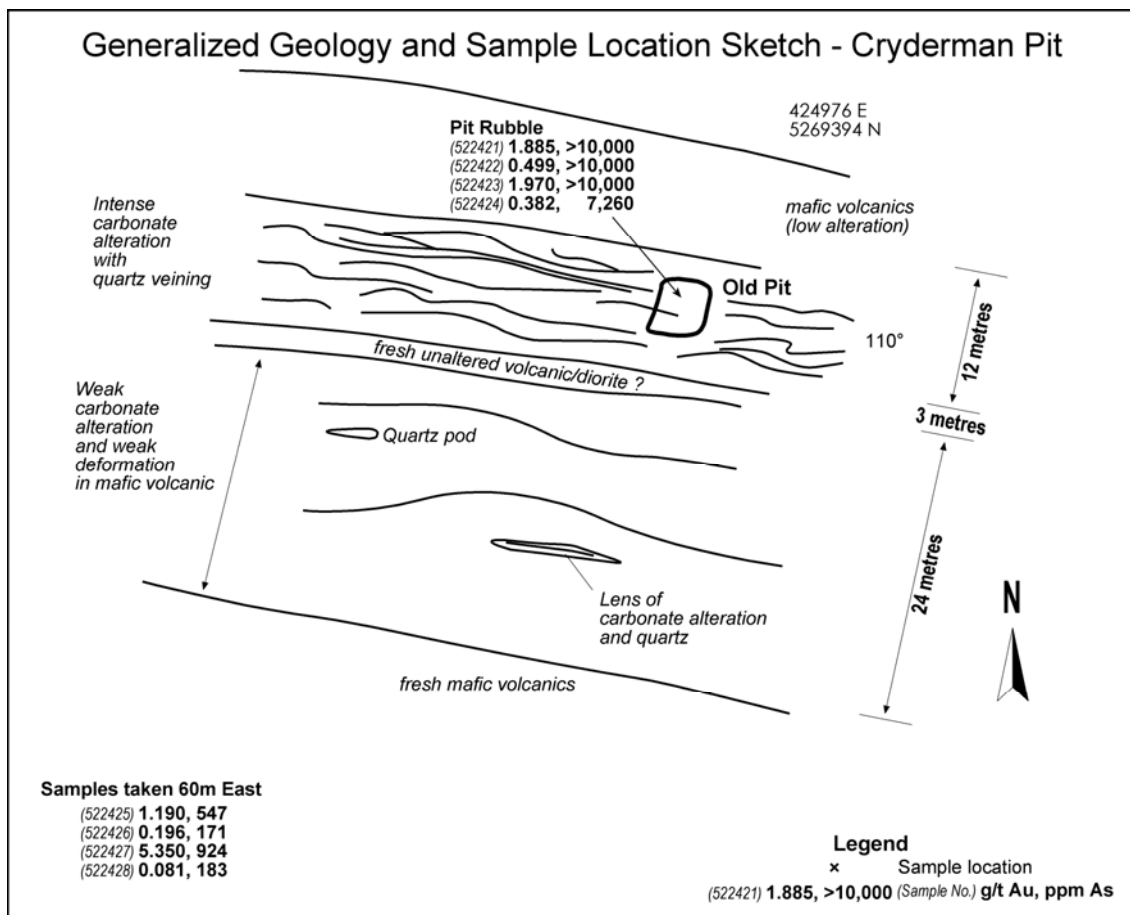 Generalized Geology and Sample Location Sketch - Cryderman Pit
424976 E
5269394 N
Pit Rubble
(522421) 1.885, >10,000
(522422) 0.499, >10,000
(522423) 1.970, >10,000
(522424) 0.382, 7,260
Intense
carbonate
alteration
with
quartz veining
mafic volcanics
(low alteration)
Old Pit
110°
12 metres
fresh unaltered volcanic/diorite ?
3 metres
Weak
carbonate
alteration
and weak
deformation
in mafic volcanic
Quartz pod
24 metres
Lens of
carbonate alteration
and quartz
N
fresh mafic volcanics
Samples taken 60m East
(522425) 1.190, 547
(522426) 0.196, 171
(522427) 5.350, 924
(522428) 0.081, 183
Legend
× Sample location
(522421) 1.885, >10,000 (Sample No.) g/t Au, ppm As